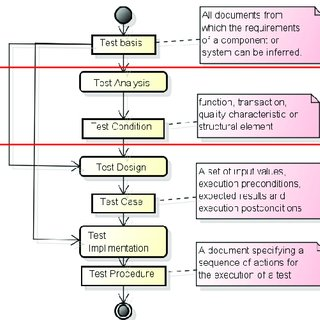 All documents from
which the requirements
of a component or
system can be inferred.
Test basis
Test Analysis
function, transaction,
quality characteristic or
structural element
Test Condition
Test Design
A set of input values,
execution preconditions,
expected results and
execution postconditions
Test Case
Test
Implimentation
A document specifying a
sequence of actions for
the execution of a test
Test Procedure